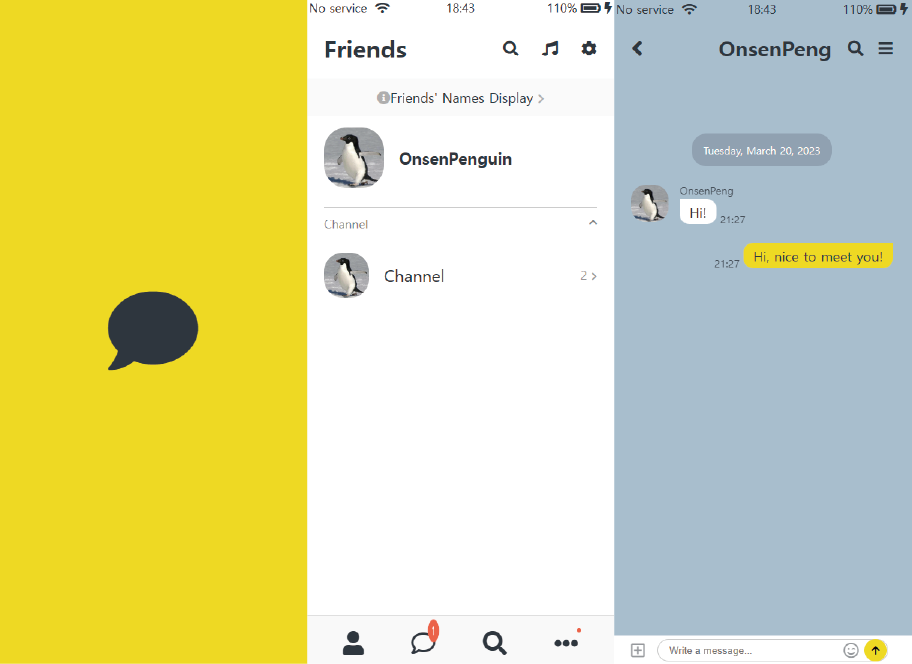 No service 18:43 110%
Friends
Friends' Names Display
OnsenPenguin
Channel
Channel 2
1
No service 18:43 110%
OnsenPeng
Tuesday, March 20, 2023
OnsenPeng
Hi! 21:27
21:27 Hi, nice to meet you!
Write a message...